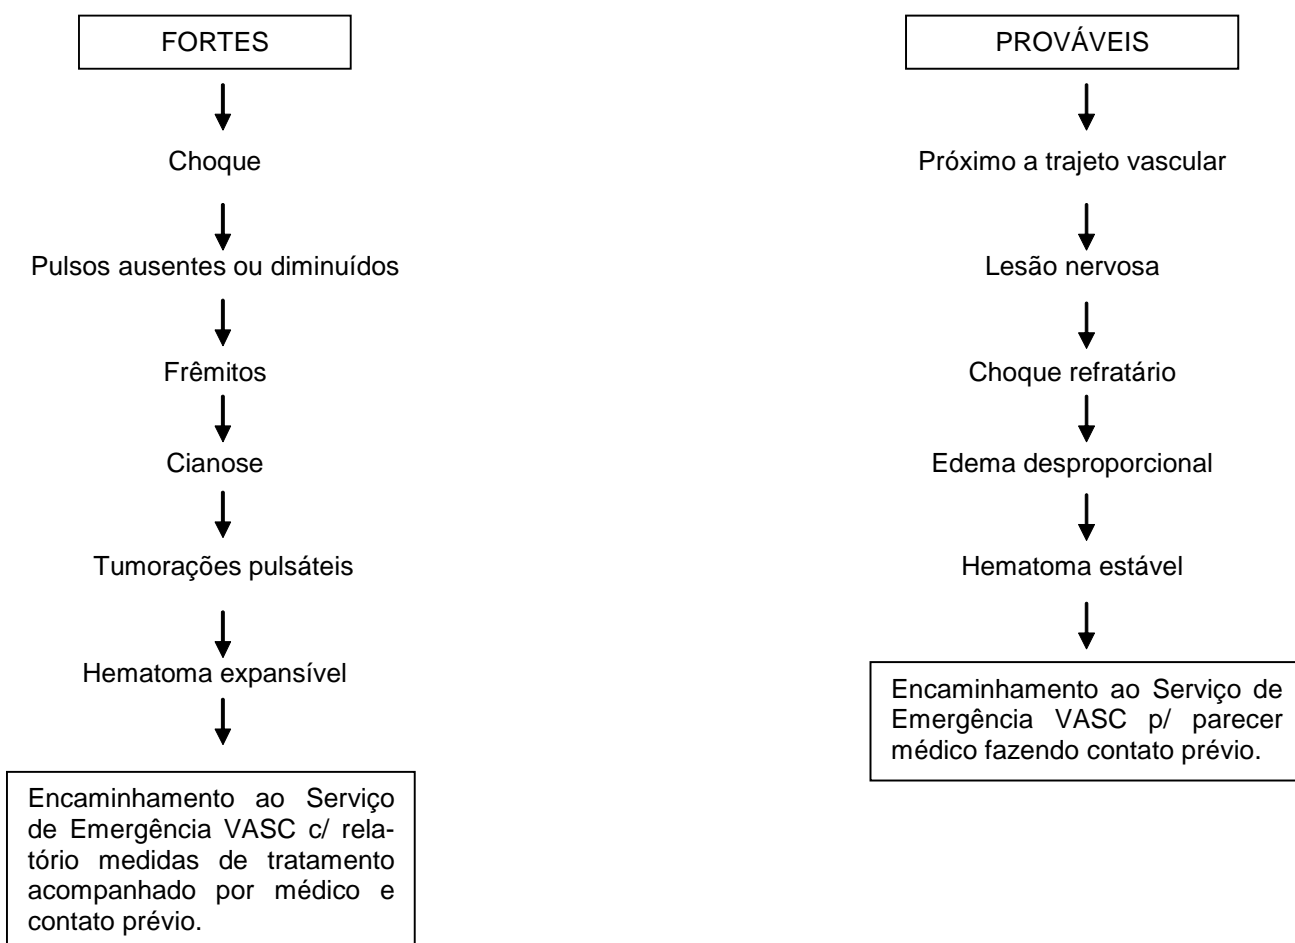 FORTES
Choque
Pulsos ausentes ou diminuídos
Frêmitos
Cianose
Tumorações pulsáteis
Hematoma expansível
Encaminhamento ao Serviço
de Emergência VASC c/ rela-
tório medidas de tratamento
acompanhado por médico e
contato prévio.
PROVÁVEIS
Próximo a trajeto vascular
Lesão nervosa
Choque refratário
Edema desproporcional
Hematoma estável
Encaminhamento ao Serviço de
Emergência VASC p/ parecer
médico fazendo contato prévio.